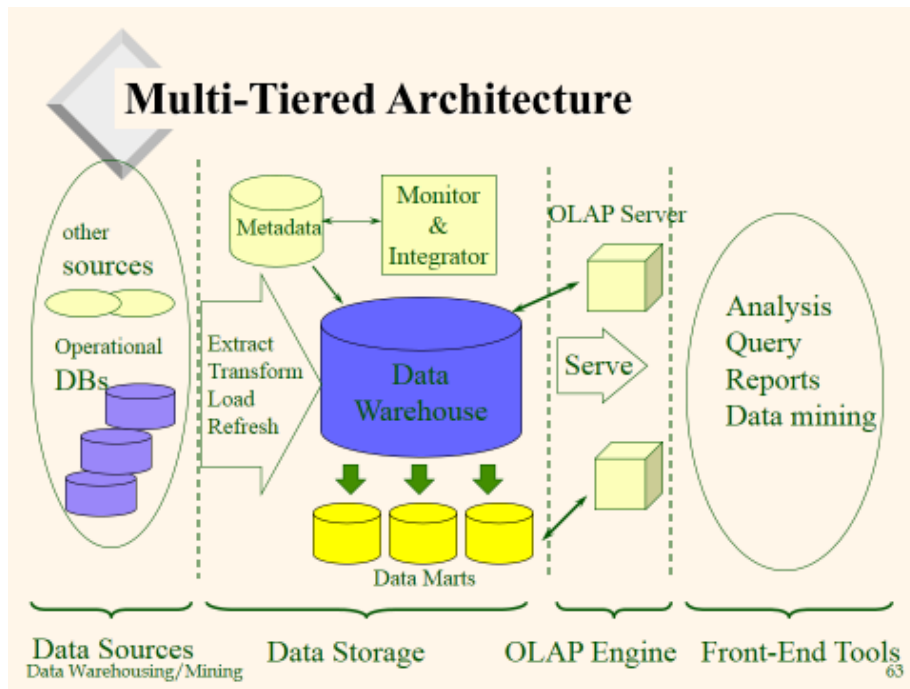 Multi-Tiered Architecture
other
sources
Operational
DBs
Metadata
Monitor
&
Integrator
Extract
Transform
Load
Refresh
Data
Warehouse
Data Marts
OLAP Server
Serve
Analysis
Query
Reports
Data mining
Data Sources
Data Storage
OLAP Engine
Front-End Tools
Data Warehousing/Mining
63